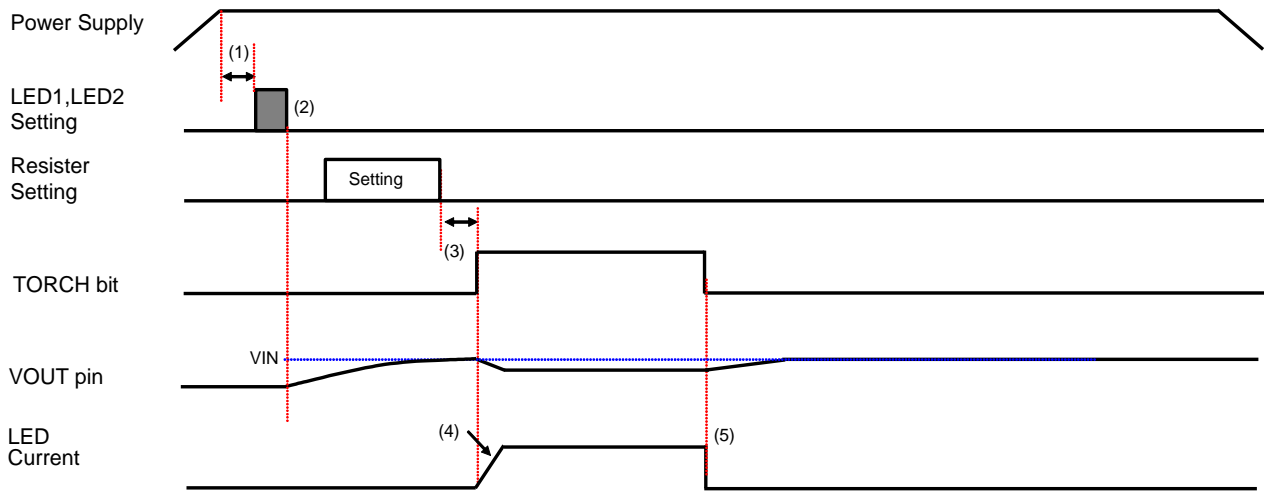 Power Supply
(1)
LED1,LED2
Setting
(2)
Resister
Setting
Setting
(3)
TORCH bit
VIN
VOUT pin
LED
Current
(4)
(5)